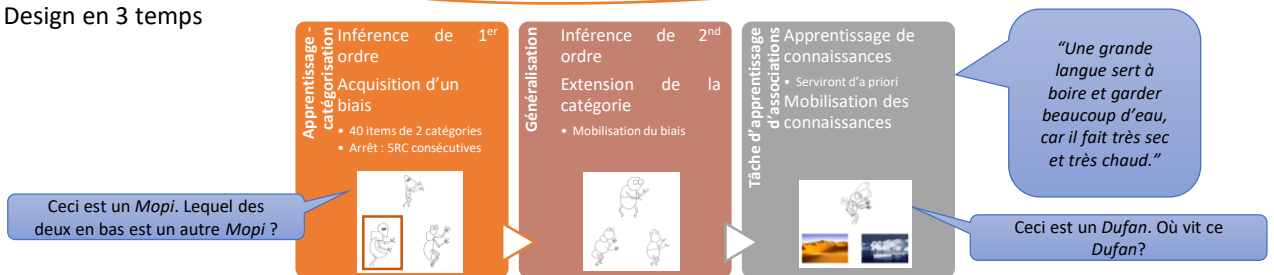 Design en 3 temps
Apprentissage -
catégorisation
Inférence de 1er
ordre
Acquisition d'un
biais
• 40 items de 2 catégories
• Arrêt : 5RC consécutives
Ceci est un Mopi. Lequel des
deux en bas est un autre Mopi ?
Généralisation
Inférence de 2nd
ordre
Extension de la
catégorie
• Mobilisation du biais
Tâche d'apprentissage
d'associations
Apprentissage de
connaissances
• Serviront d'a priori
Mobilisation des
connaissances
"Une grande
langue sert à
boire et garder
beaucoup d'eau,
car il fait très sec
et très chaud."
Ceci est un Dufan. Où vit ce
Dufan?